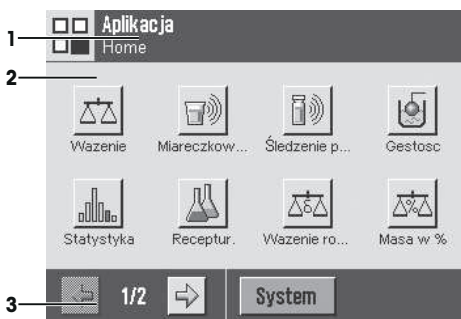 Aplikacja
1
Home
2
Wazenie
Miareczkow...
Śledzenie p...
Gestosc
δ
%
Statystyka
Receptur.
Wazenie ro...
Masa w %
3
1/2
System